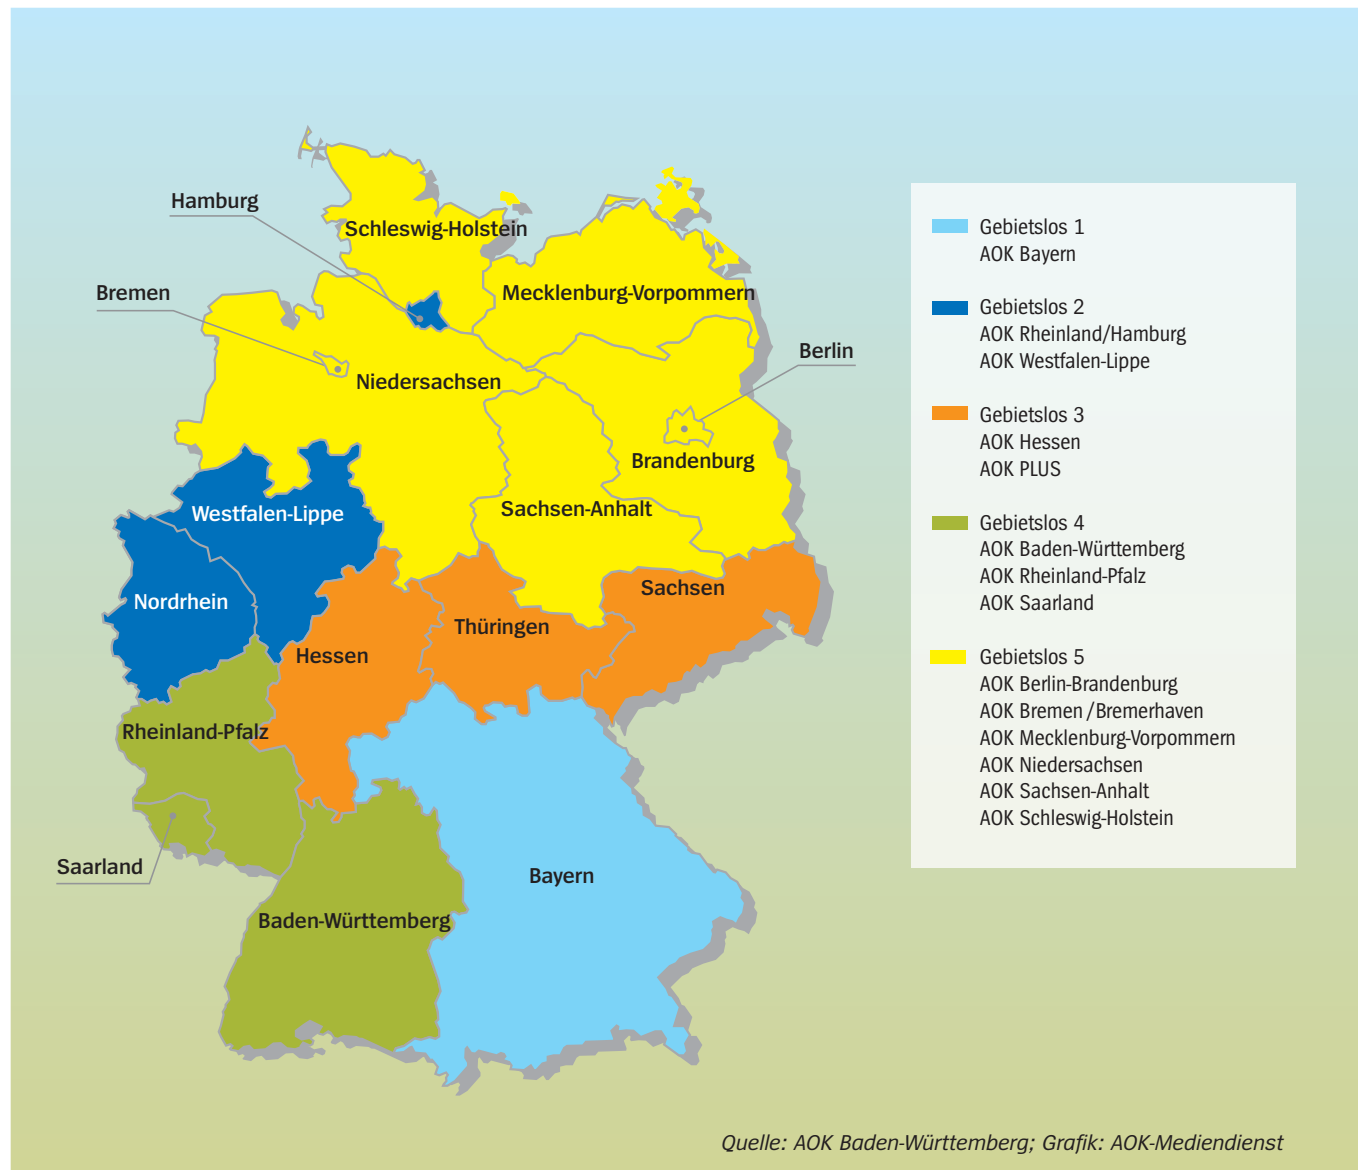 Hamburg
Schleswig-Holstein
Bremen
Mecklenburg-Vorpommern
Berlin
Niedersachsen
Brandenburg
Sachsen-Anhalt
Westfalen-Lippe
Nordrhein
Sachsen
Thüringen
Hessen
Rheinland-Pfalz
Saarland
Bayern
Baden-Württemberg
Gebietslos 1
AOK Bayern
Gebietslos 2
AOK Rheinland/Hamburg
AOK Westfalen-Lippe
Gebietslos 3
AOK Hessen
AOK PLUS
Gebietslos 4
AOK Baden-Württemberg
AOK Rheinland-Pfalz
AOK Saarland
Gebietslos 5
AOK Berlin-Brandenburg
AOK Bremen/Bremerhaven
AOK Mecklenburg-Vorpommern
AOK Niedersachsen
AOK Sachsen-Anhalt
AOK Schleswig-Holstein
Quelle: AOK Baden-Württemberg; Grafik: AOK-Mediendienst